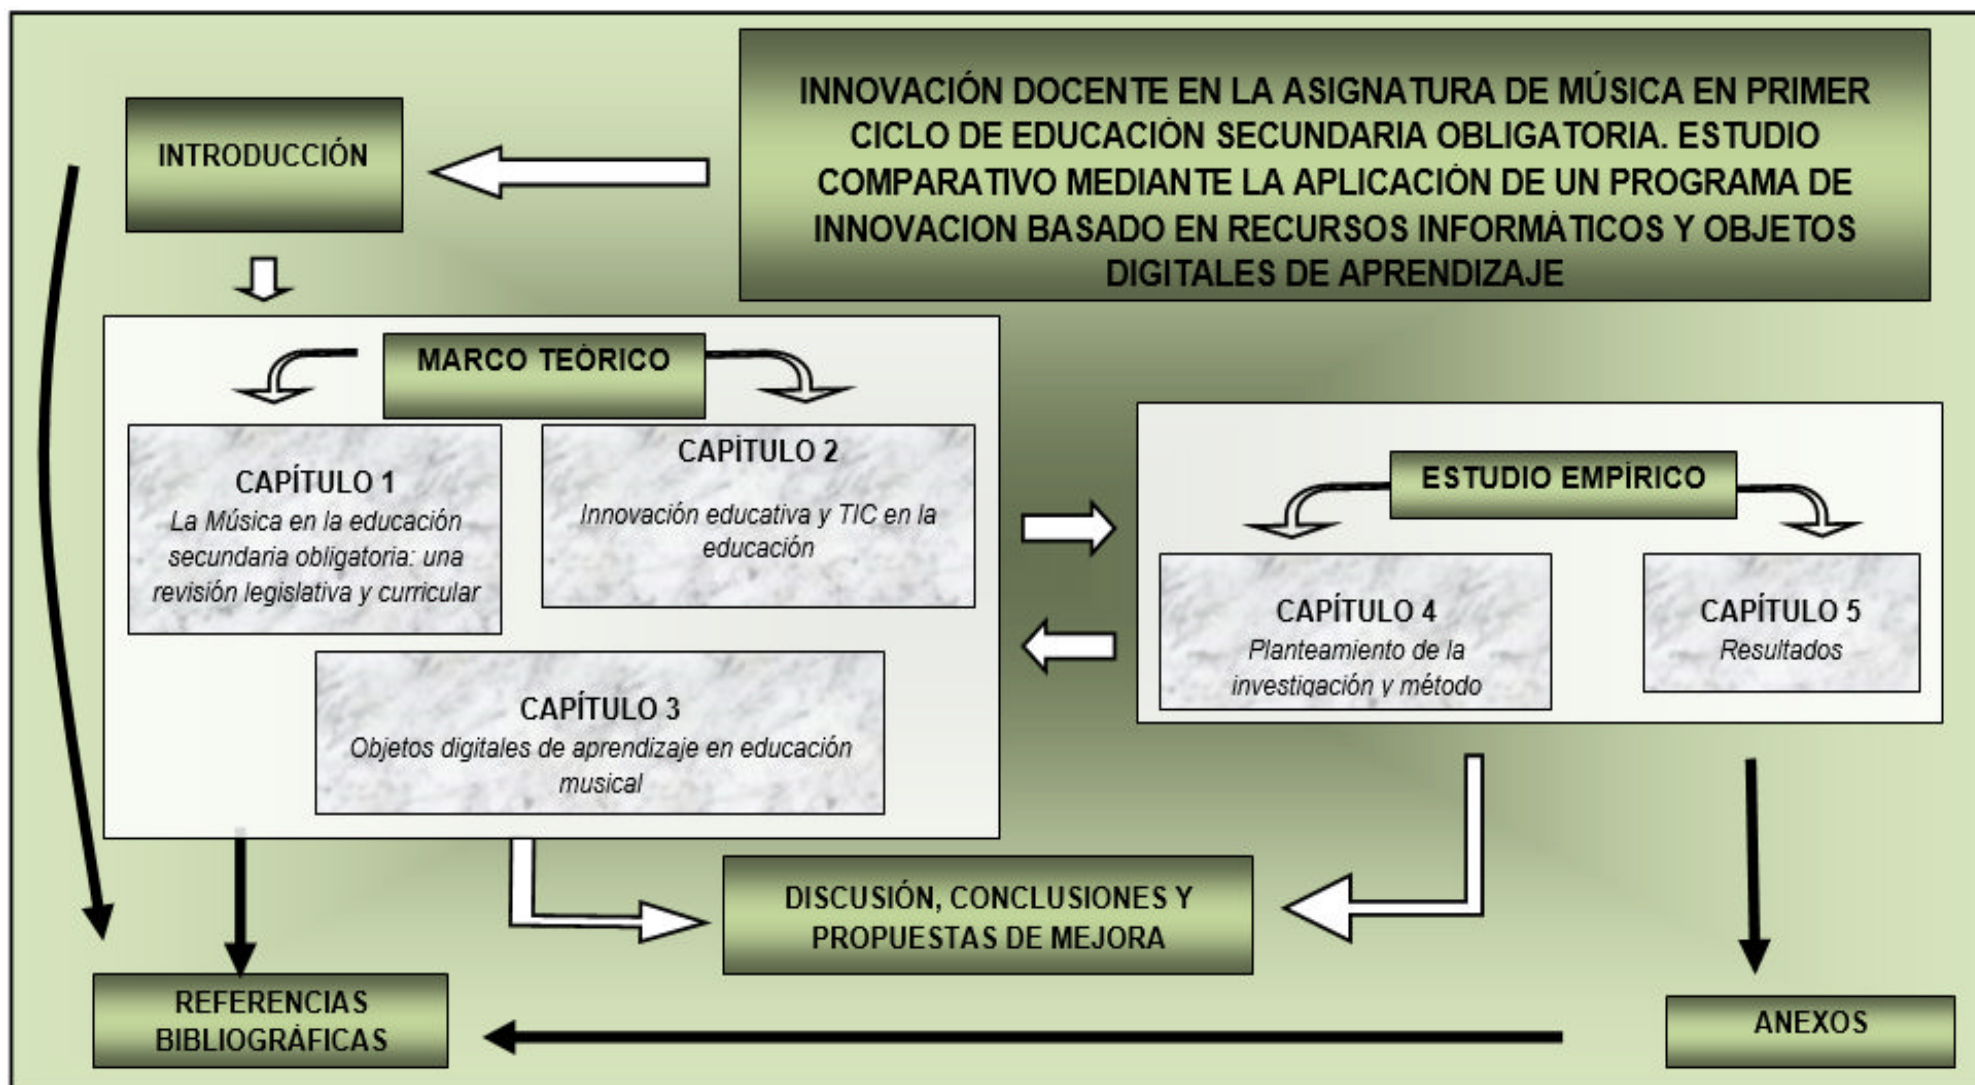 INNOVACIÓN DOCENTE EN LA ASIGNATURA DE MÚSICA EN PRIMER
CICLO DE EDUCACIÓN SECUNDARIA OBLIGATORIA. ESTUDIO
COMPARATIVO MEDIANTE LA APLICACIÓN DE UN PROGRAMA DE
INNOVACION BASADO EN RECURSOS INFORMÁTICOS Y OBJETOS
DIGITALES DE APRENDIZAJE
INTRODUCCIÓN
MARCO TEÓRICO
CAPÍTULO 1
La Música en la educación
secundaria obligatoria: una
revisión legislativa y curricular
CAPÍTULO 2
Innovación educativa y TIC en la
educación
CAPÍTULO 3
Objetos digitales de aprendizaje en educación
musical
ESTUDIO EMPÍRICO
CAPÍTULO 4
Planteamiento de la
investigación y método
CAPÍTULO 5
Resultados
DISCUSIÓN, CONCLUSIONES Y
PROPUESTAS DE MEJORA
REFERENCIAS
BIBLIOGRÁFICAS
ANEXOS